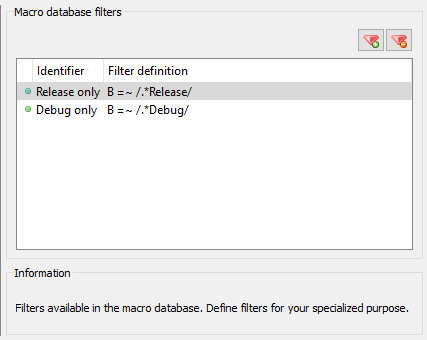 Macro database filters
Identifier Filter definition
Release only B =~ /.*Release/
Debug only B =~ /.*Debug/
Information
Filters available in the macro database. Define filters for your specialized purpose.